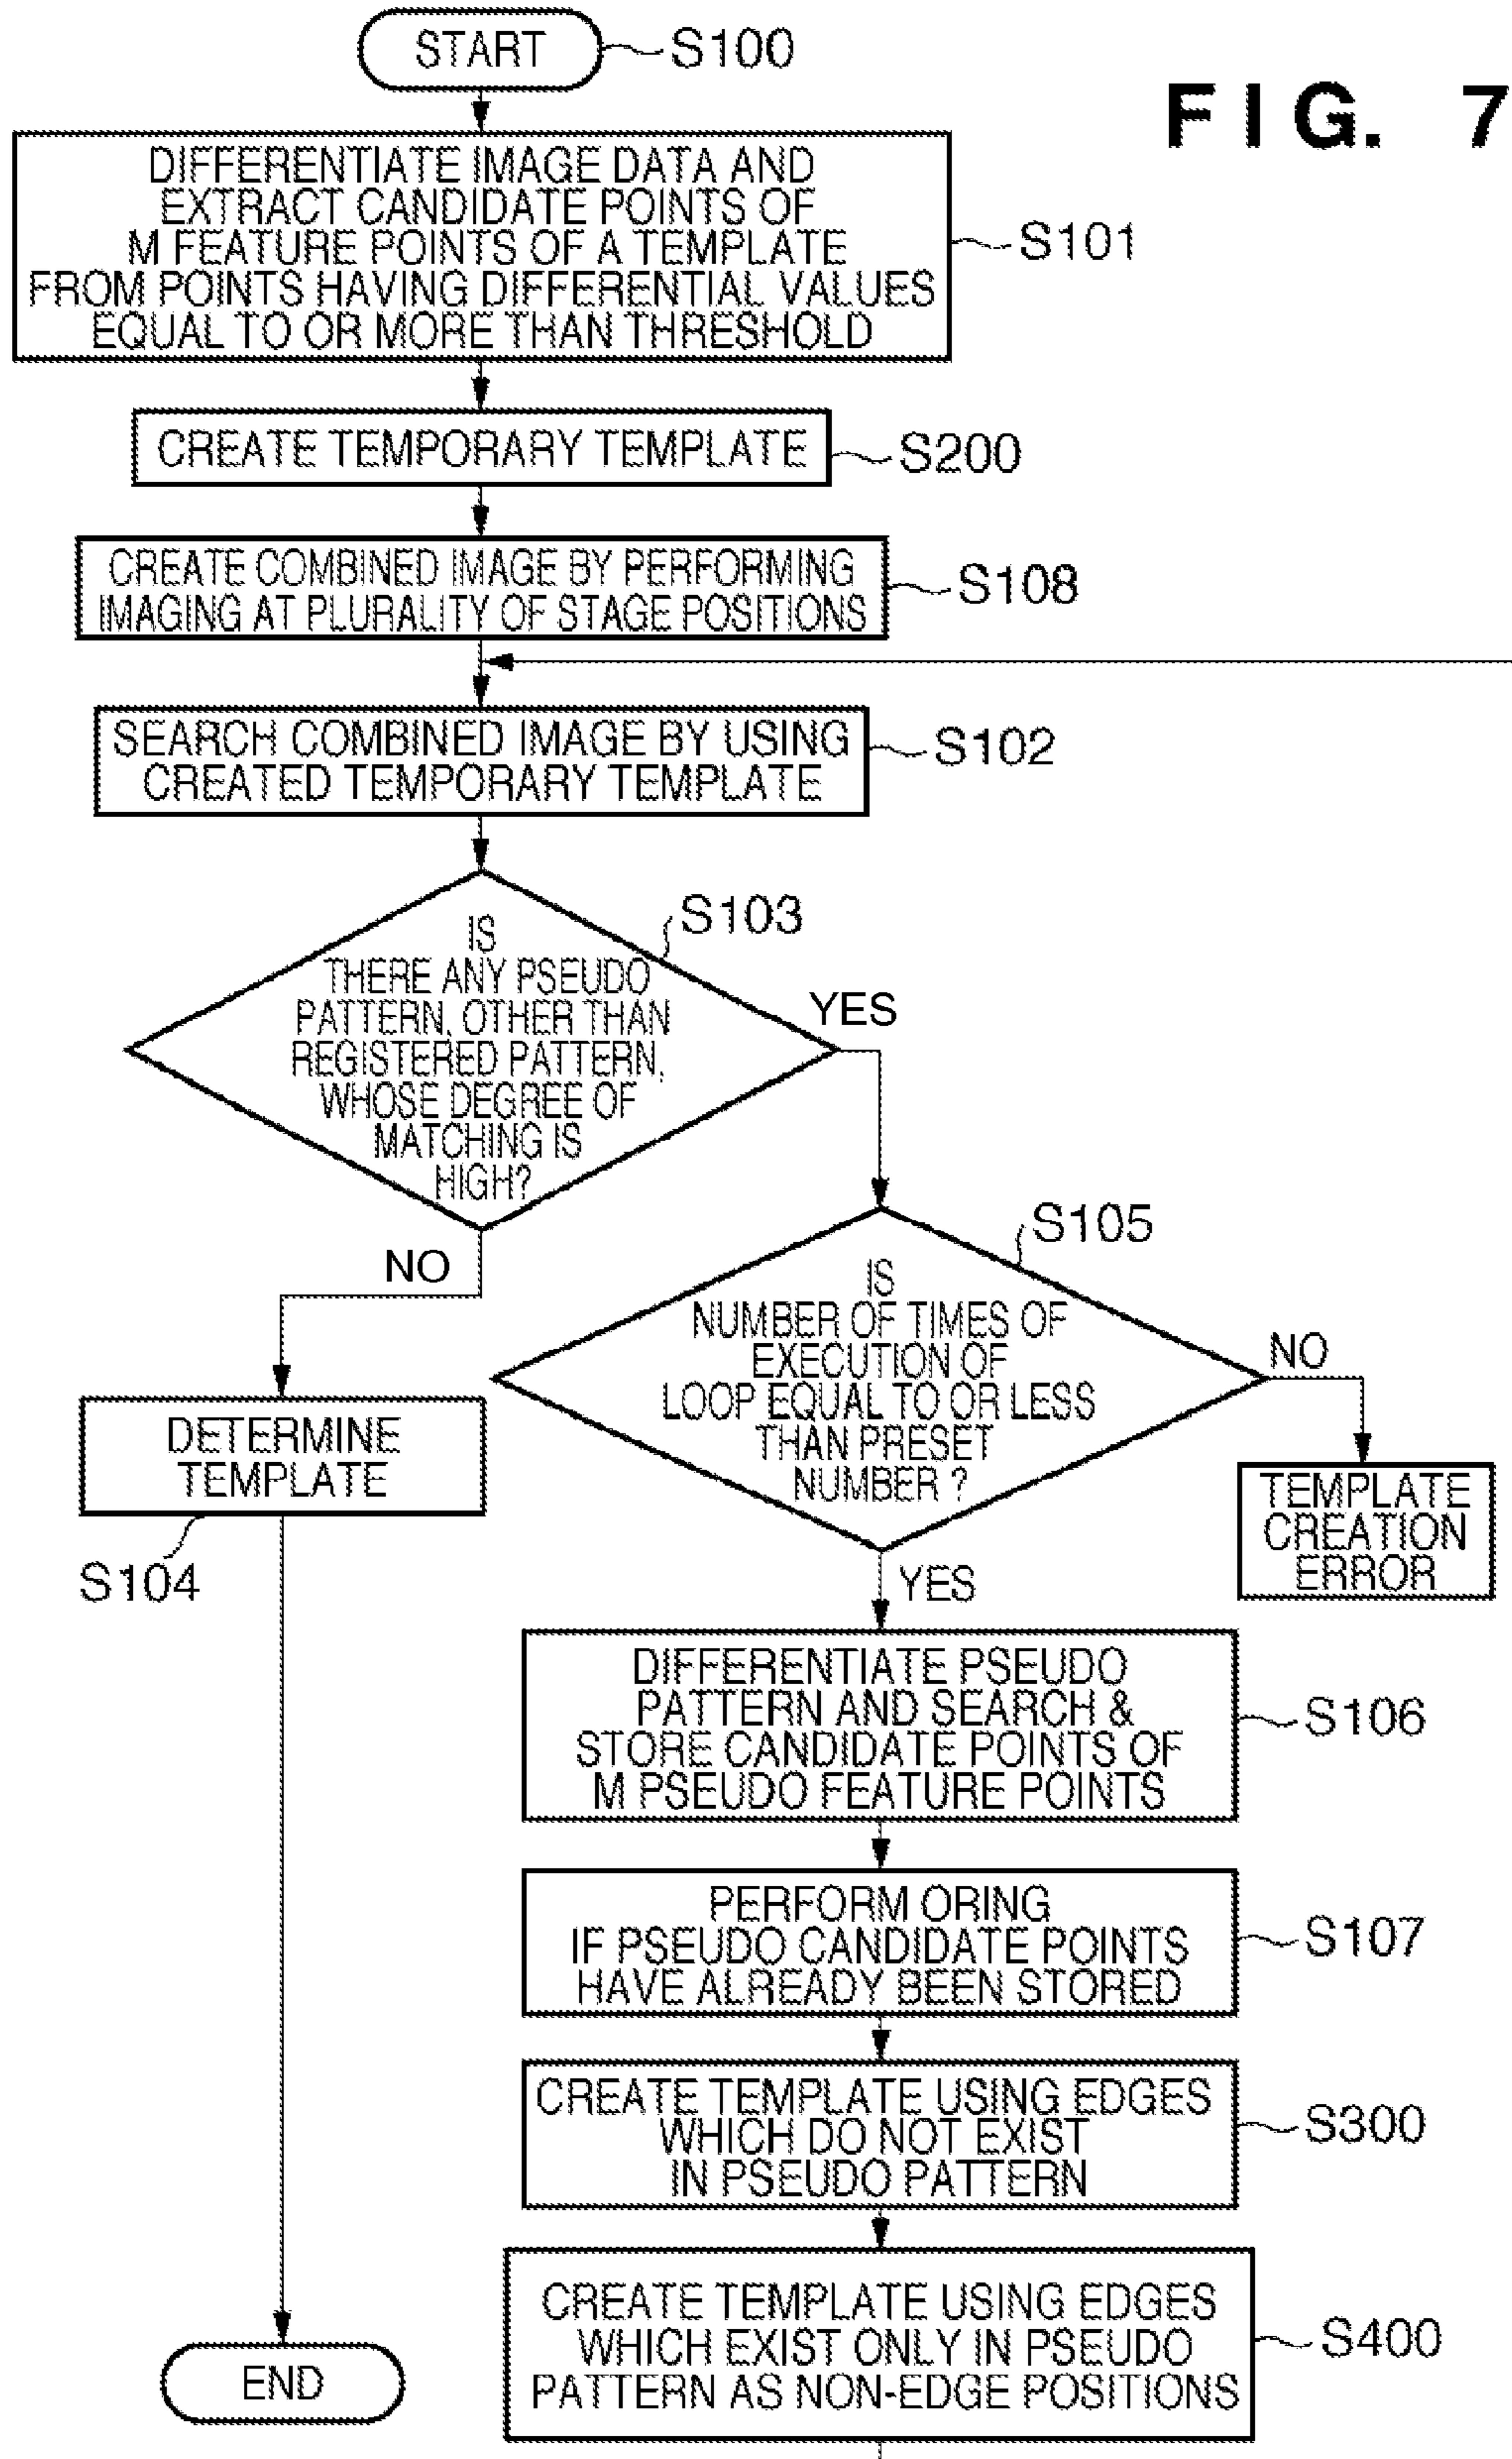 START
S100
FIG. 7
DIFFERENTIATE IMAGE DATA AND
EXTRACT CANDIDATE POINTS OF
M FEATURE POINTS OF A TEMPLATE
FROM POINTS HAVING DIFFERENTIAL VALUES
EQUAL TO OR MORE THAN THRESHOLD
S101
CREATE TEMPORARY TEMPLATE
S200
CREATE COMBINED IMAGE BY PERFORMING
IMAGING AT PLURALITY OF STAGE POSITIONS
S108
SEARCH COMBINED IMAGE BY USING
CREATED TEMPORARY TEMPLATE
S102
IS
THERE ANY PSEUDO
PATTERN, OTHER THAN
REGISTERED PATTERN,
WHOSE DEGREE OF
MATCHING IS
HIGH?
S103
YES
NO
DETERMINE
TEMPLATE
S104
IS
NUMBER OF TIMES OF
EXECUTION OF
LOOP EQUAL TO OR LESS
THAN PRESET
NUMBER ?
S105
NO
TEMPLATE
CREATION
ERROR
YES
DIFFERENTIATE PSEUDO
PATTERN AND SEARCH &
STORE CANDIDATE POINTS OF
M PSEUDO FEATURE POINTS
S106
PERFORM ORING
IF PSEUDO CANDIDATE POINTS
HAVE ALREADY BEEN STORED
S107
CREATE TEMPLATE USING EDGES
WHICH DO NOT EXIST
IN PSEUDO PATTERN
S300
CREATE TEMPLATE USING EDGES
WHICH EXIST ONLY IN PSEUDO
PATTERN AS NON-EDGE POSITIONS
S400
END